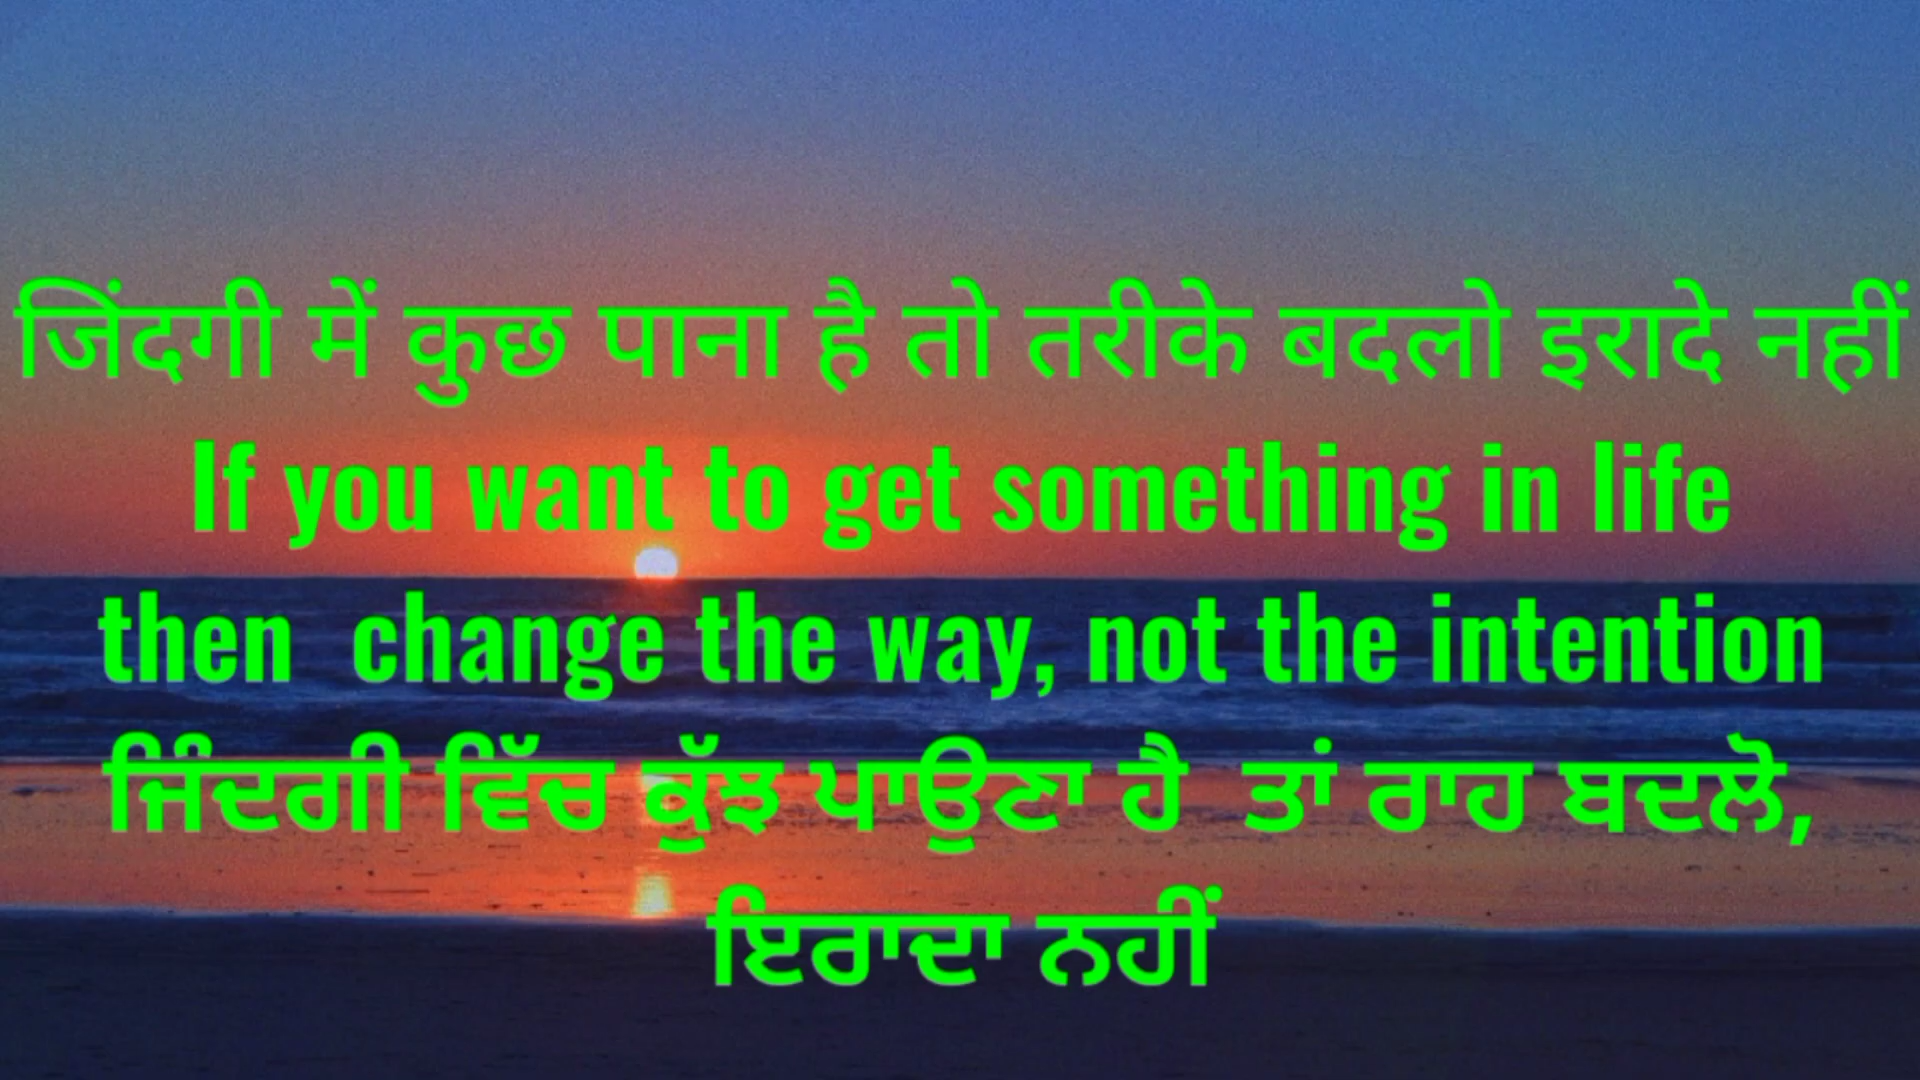 जिंदगी में कुछ पाना है तो तरीके बदलो इरादे नहीं
If you want to get something in life
then  change the way, not the intention
ਜਿੰਦਗੀ ਵਿੱਚ ਕੁੱਝ ਪਾਉਣਾ ਹੈ  ਤਾਂ ਰਾਹ ਬਦਲੋ,
ਇਰਾਦਾ ਨਹੀਂ